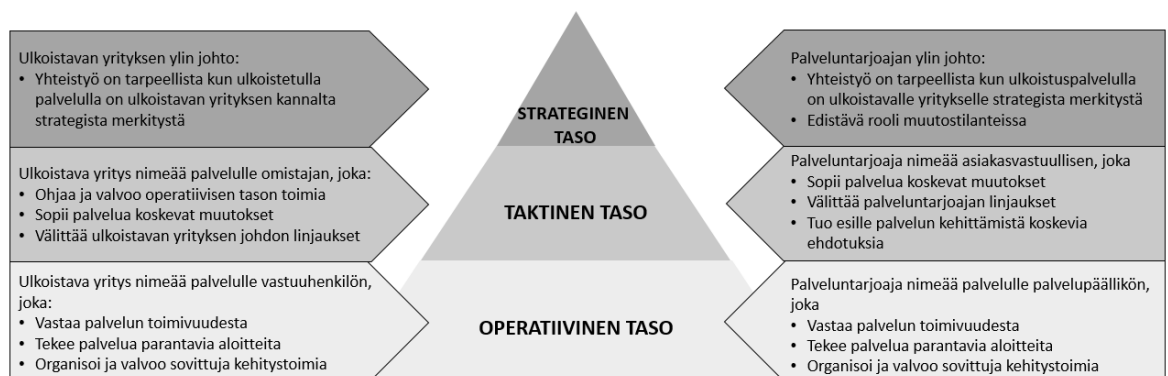 Ulkoistavan yrityksen ylin johto:
• Yhteistyö on tarpeellista kun ulkoistetulla
palvelulla on ulkoistavan yrityksen kannalta
strategista merkitystä
STRATEGINEN
TASO
Palveluntarjoajan ylin johto:
• Yhteistyö on tarpeellista kun ulkoistuspalvelulla
on ulkoistavalle yritykselle strategista merkitystä
• Edistävä rooli muutostilanteissa
Ulkoistava yritys nimeää palvelulle omistajan, joka:
• Ohjaa ja valvoo operatiivisen tason toimia
• Sopii palvelua koskevat muutokset
• Välittää ulkoistavan yrityksen johdon linjaukset
TAKTINEN TASO
Palveluntarjoaja nimeää asiakasvastuullisen, joka
• Sopii palvelua koskevat muutokset
• Välittää palveluntarjoajan linjaukset
• Tuo esille palvelun kehittämistä koskevia
ehdotuksia
Ulkoistava yritys nimeää palvelulle vastuuhenkilön,
joka:
• Vastaa palvelun toimivuudesta
• Tekee palvelua parantavia aloitteita
• Organisoi ja valvoo sovittuja kehitystoimia
OPERATIIVINEN TASO
Palveluntarjoaja nimeää palvelulle palvelupäällikön,
joka
• Vastaa palvelun toimivuudesta
• Tekee palvelua parantavia aloitteita
• Organisoi ja valvoo sovittuja kehitystoimia